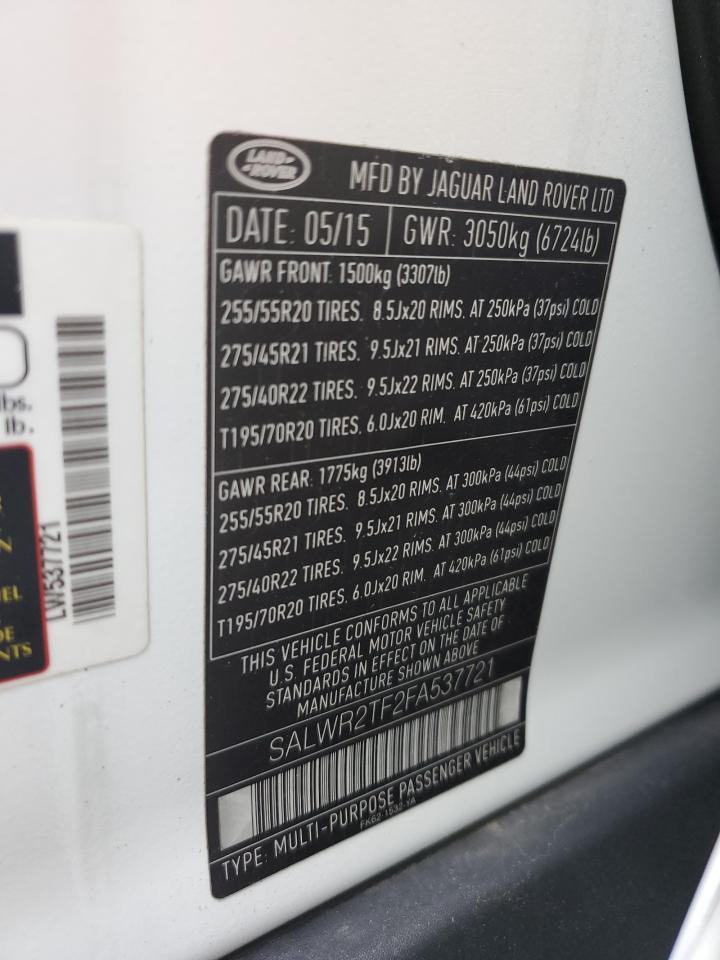 LAND ROVER
MFD BY JAGUAR LAND ROVER LTD
DATE: 05/15 GWR: 3050kg (6724lb)
GAWR FRONT: 1500kg (3307lb)
255/55R20 TIRES. 8.5Jx20 RIMS. AT 250kPa (37psi) COLD
275/45R21 TIRES. 9.5Jx21 RIMS. AT 250kPa (37psi) COLD
275/40R22 TIRES. 9.5Jx22 RIMS. AT 250kPa (37psi) COLD
T195/70R20 TIRES. 6.0Jx20 RIM. AT 420kPa (61psi) COLD
GAWR REAR: 1775kg (3913lb)
255/55R20 TIRES. 8.5Jx20 RIMS. AT 300kPa (44psi) COLD
275/45R21 TIRES. 9.5Jx21 RIMS. AT 300kPa (44psi) COLD
275/40R22 TIRES. 9.5Jx22 RIMS. AT 300kPa (44psi) COLD
T195/70R20 TIRES. 6.0Jx20 RIM. AT 420kPa (61psi) COLD
THIS VEHICLE CONFORMS TO ALL APPLICABLE
U.S. FEDERAL MOTOR VEHICLE SAFETY
STANDARDS IN EFFECT ON THE DATE OF
MANUFACTURE SHOWN ABOVE
SALWR2TF2FA537721
TYPE: MULTI-PURPOSE PASSENGER VEHICLE
FK62-1532-YA
lbs.
lb.